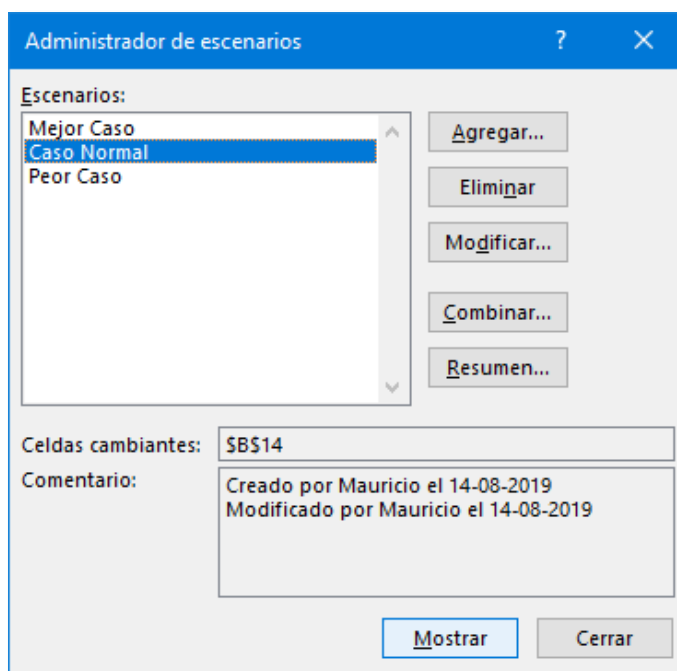 Administrador de escenarios
?
Escenarios:
Mejor Caso
Caso Normal
Peor Caso
Agregar...
Eliminar
Modificar...
Combinar...
Resumen...
Celdas cambiantes: $B$14
Comentario: Creado por Mauricio el 14-08-2019
Modificado por Mauricio el 14-08-2019
Mostrar
Cerrar